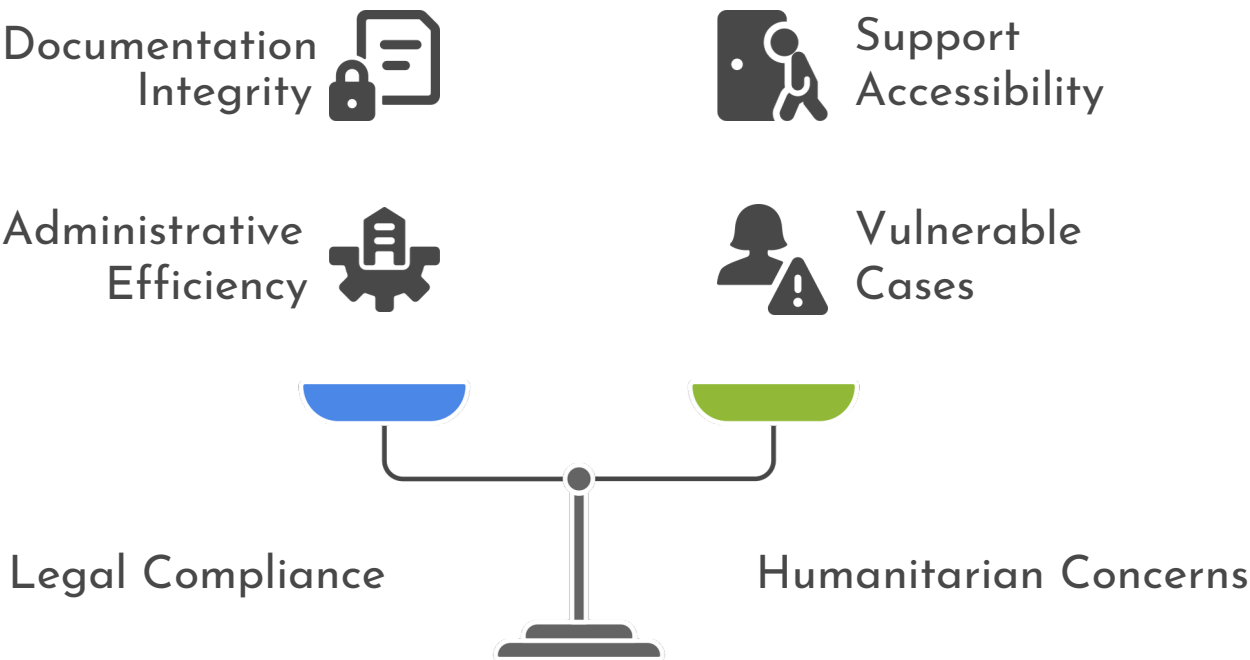 Documentation
Integrity
Support
Accessibility
Administrative
Efficiency
Vulnerable
Cases
Legal Compliance
Humanitarian Concerns